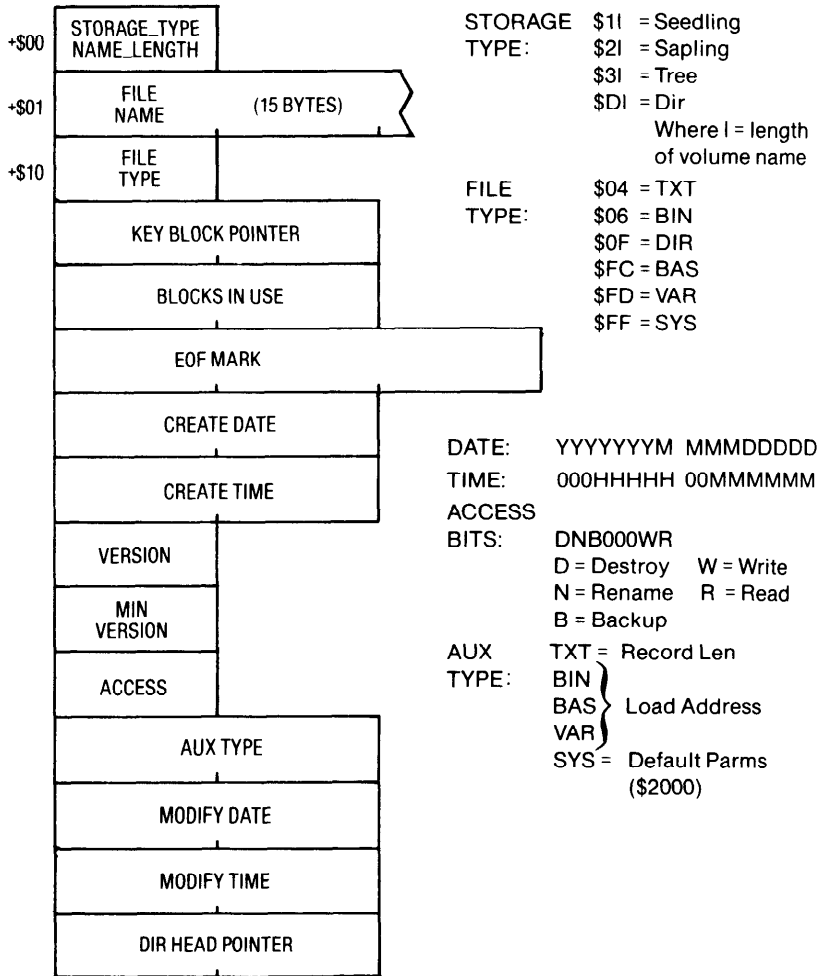 +$00
STORAGE_TYPE
NAME_LENGTH
+$01
FILE
NAME
(15 BYTES)
+$10
FILE
TYPE
KEY BLOCK POINTER
BLOCKS IN USE
EOF MARK
CREATE DATE
CREATE TIME
VERSION
MIN
VERSION
ACCESS
AUX TYPE
MODIFY DATE
MODIFY TIME
DIR HEAD POINTER
STORAGE $1l = Seedling
TYPE: $2l = Sapling
$3l = Tree
$Dl = Dir
Where l = length
of volume name
FILE $04 = TXT
TYPE: $06 = BIN
$0F = DIR
$FC = BAS
$FD = VAR
$FF = SYS
DATE: YYYYYYYM MMMDDDDD
TIME: 000HHHHH 00MMMMMM
ACCESS
BITS: DNB000WR
D = Destroy W = Write
N = Rename R = Read
B = Backup
AUX TXT = Record Len
TYPE: BIN
BAS } Load Address
VAR
SYS = Default Parms
($2000)